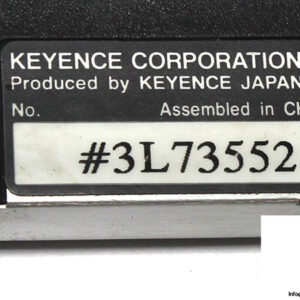 KEYENCE CORPORATION
Produced by KEYENCE JAPAN
No. Assembled in
#3L73552